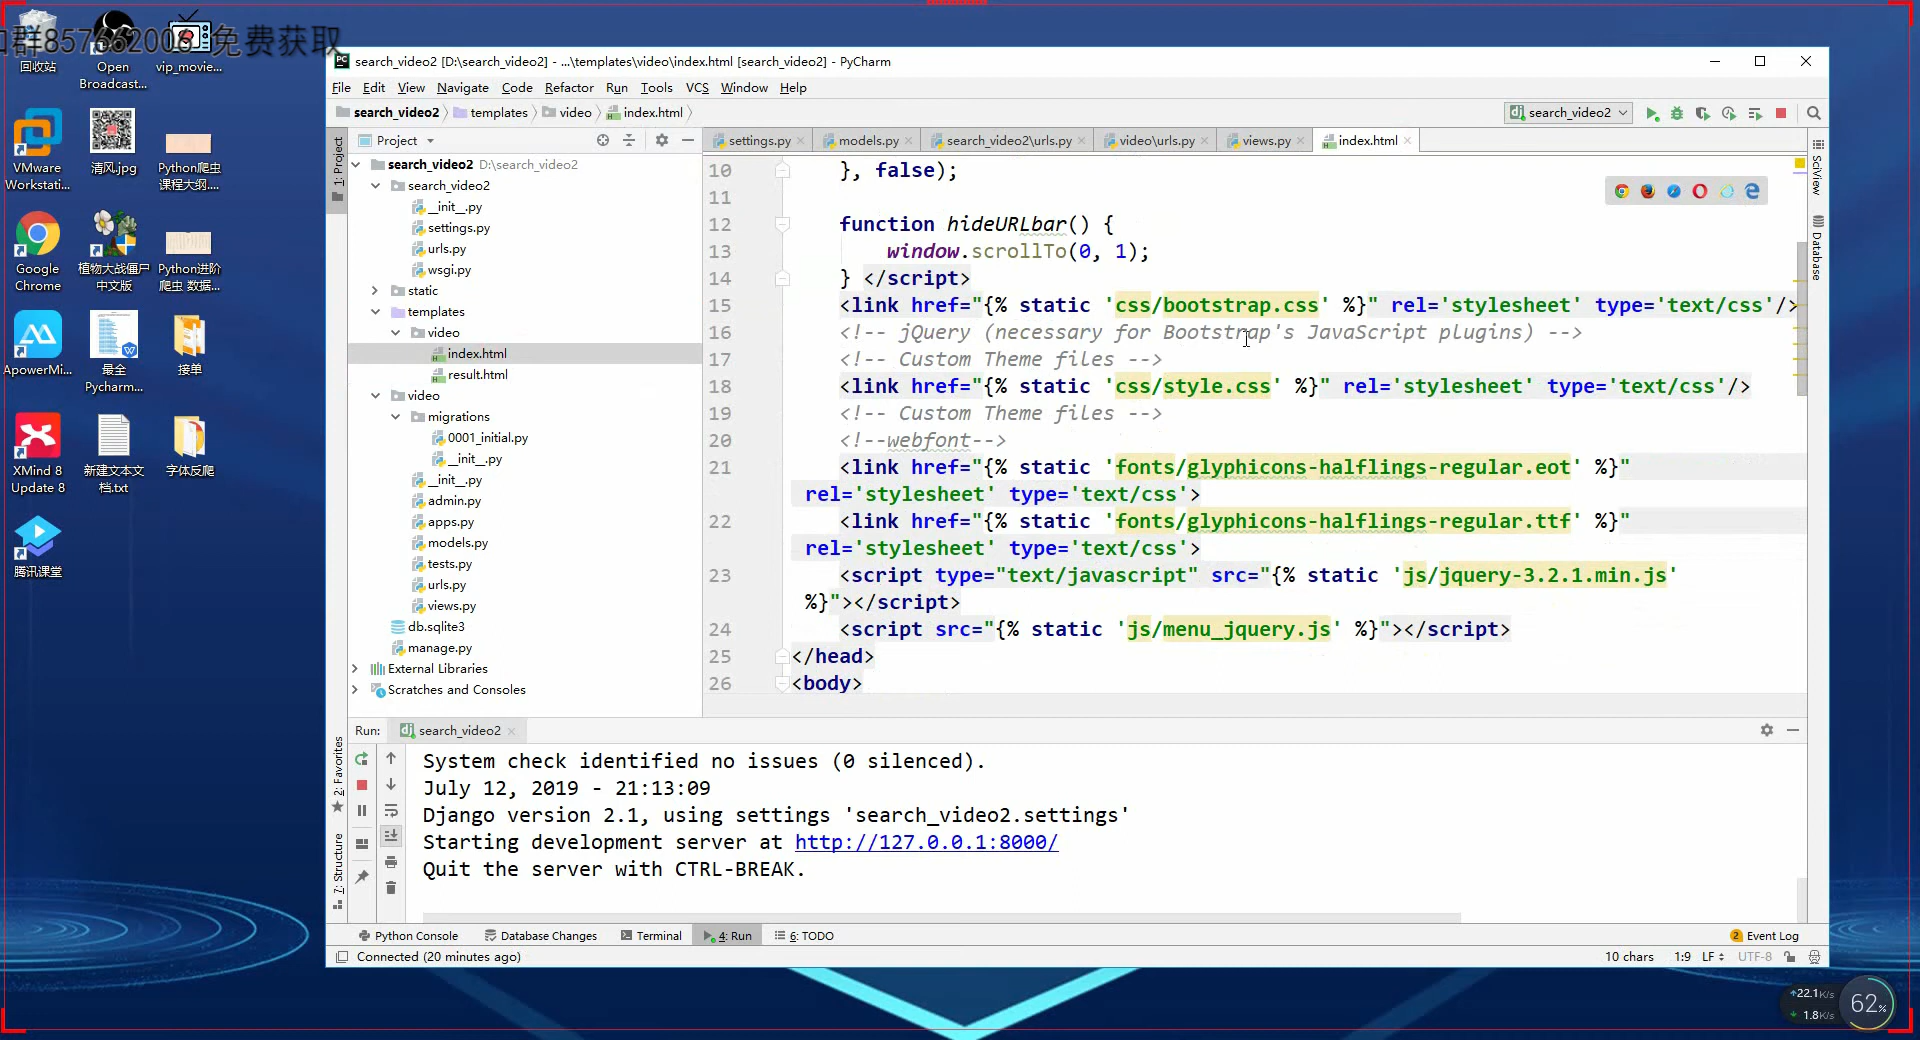 群857662008 免费获取
回收站
Open
Broadcast...
vip_movie...
VMware
Workstati...
清风.jpg
Python爬虫
课程大纲....
Google
Chrome
植物大战僵尸
中文版
Python进阶
爬虫 数据...
ApowerMi...
最全
Pycharm...
接单
XMind 8
Update 8
新建文本文
档.txt
字体反爬
腾讯课堂
search_video2 [D:\search_video2] - ...\templates\video\index.html [search_video2] - PyCharm
File Edit View Navigate Code Refactor Run Tools VCS Window Help
search_video2 templates video index.html
search_video2
Project
settings.py models.py search_video2\urls.py video\urls.py views.py index.html
1: Project
search_video2 D:\search_video2
search_video2
__init__.py
settings.py
urls.py
wsgi.py
static
templates
video
index.html
result.html
video
migrations
0001_initial.py
__init__.py
__init__.py
admin.py
apps.py
models.py
tests.py
urls.py
views.py
db.sqlite3
manage.py
External Libraries
Scratches and Consoles
10 }, false);
11
12 function hideURLbar() {
13 window.scrollTo(0, 1);
14 } </script>
15 <link href="{% static 'css/bootstrap.css' %}" rel='stylesheet' type='text/css'/>
16 <!-- jQuery (necessary for Bootstrap's JavaScript plugins) -->
17 <!-- Custom Theme files -->
18 <link href="{% static 'css/style.css' %}" rel='stylesheet' type='text/css'/>
19 <!-- Custom Theme files -->
20 <!--webfont-->
21 <link href="{% static 'fonts/glyphicons-halflings-regular.eot' %}"
rel='stylesheet' type='text/css'>
22 <link href="{% static 'fonts/glyphicons-halflings-regular.ttf' %}"
rel='stylesheet' type='text/css'>
23 <script type="text/javascript" src="{% static 'js/jquery-3.2.1.min.js'
%}"></script>
24 <script src="{% static 'js/menu_jquery.js' %}"></script>
25 </head>
26 <body>
SciView
Database
Run: search_video2
2: Favorites
7: Structure
System check identified no issues (0 silenced).
July 12, 2019 - 21:13:09
Django version 2.1, using settings 'search_video2.settings'
Starting development server at http://127.0.0.1:8000/
Quit the server with CTRL-BREAK.
Python Console Database Changes Terminal 4: Run 6: TODO
2 Event Log
Connected (20 minutes ago)
10 chars 1:9 LF UTF-8
22.1K/s
1.8K/s
62%